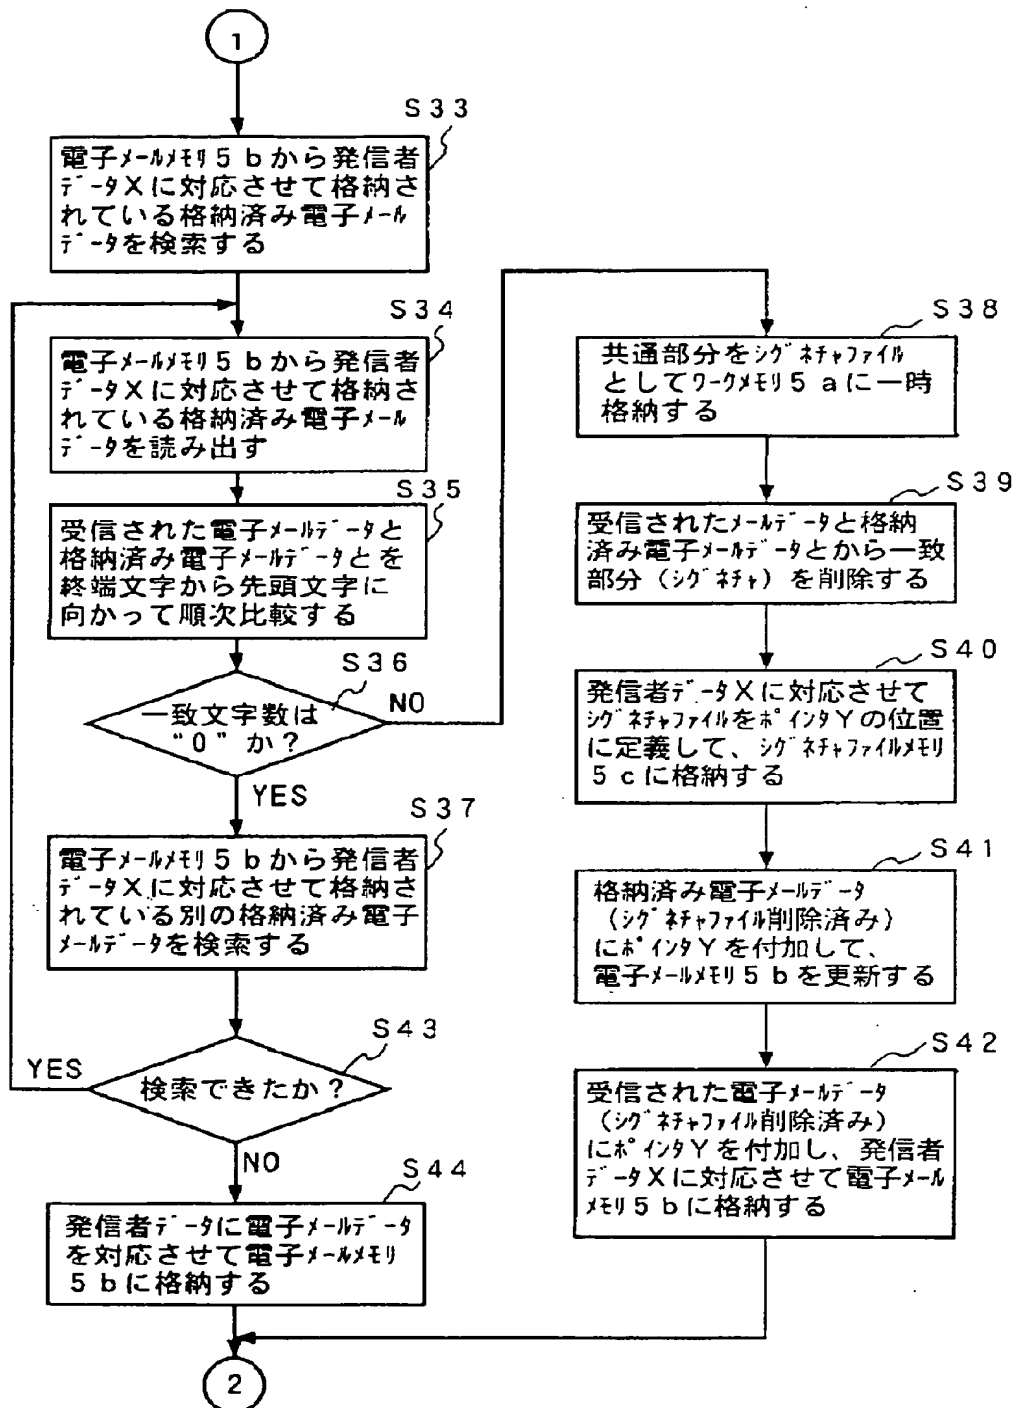 1
S33
電子メールメモリ5bから発信者
データXに対応させて格納さ
れている格納済み電子メール
データを検索する
S34
電子メールメモリ5bから発信者
データXに対応させて格納さ
れている格納済み電子メール
データを読み出す
S35
受信された電子メールデータと
格納済み電子メールデータとを
終端文字から先頭文字に
向かって順次比較する
S36
一致文字数は
"0"か?
NO
YES
S37
電子メールメモリ5bから発信者
データXに対応させて格納さ
れている別の格納済み電子
メールデータを検索する
S43
検索できたか?
YES
NO
S44
発信者データに電子メールデータ
を対応させて電子メールメモリ
5bに格納する
2
S38
共通部分をシグネチャファイル
としてワークメモリ5aに一時
格納する
S39
受信されたメールデータと格納
済み電子メールデータとから一致
部分(シグネチャ)を削除する
S40
発信者データXに対応させて
シグネチャファイルをポインタYの位置
に定義して、シグネチャファイルメモリ
5cに格納する
S41
格納済み電子メールデータ
(シグネチャファイル削除済み)
にポインタYを付加して、
電子メールメモリ5bを更新する
S42
受信された電子メールデータ
(シグネチャファイル削除済み)
にポインタYを付加し、発信者
データXに対応させて電子メール
メモリ5bに格納する